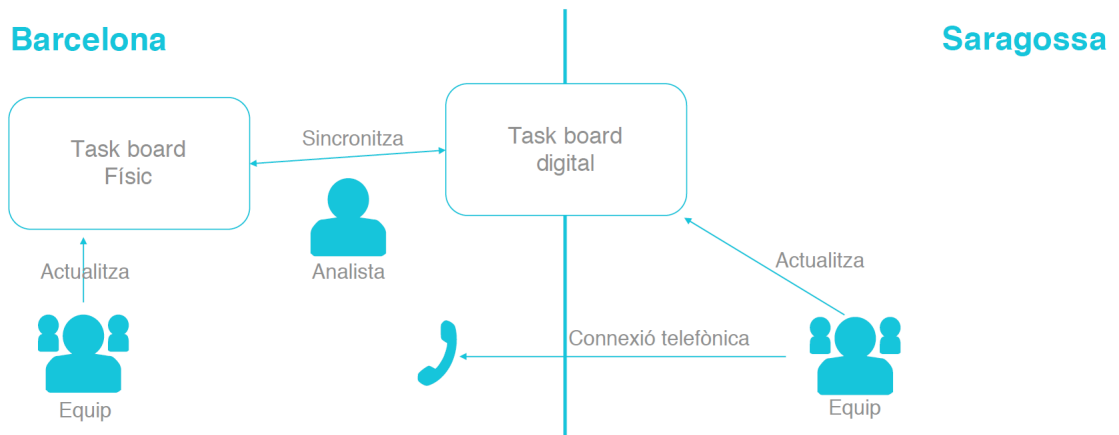 Barcelona
Saragossa
Task board
Físic
Sincronitza
Task board
digital
Analista
Actualitza
Actualitza
Connexió telefònica
Equip
Equip